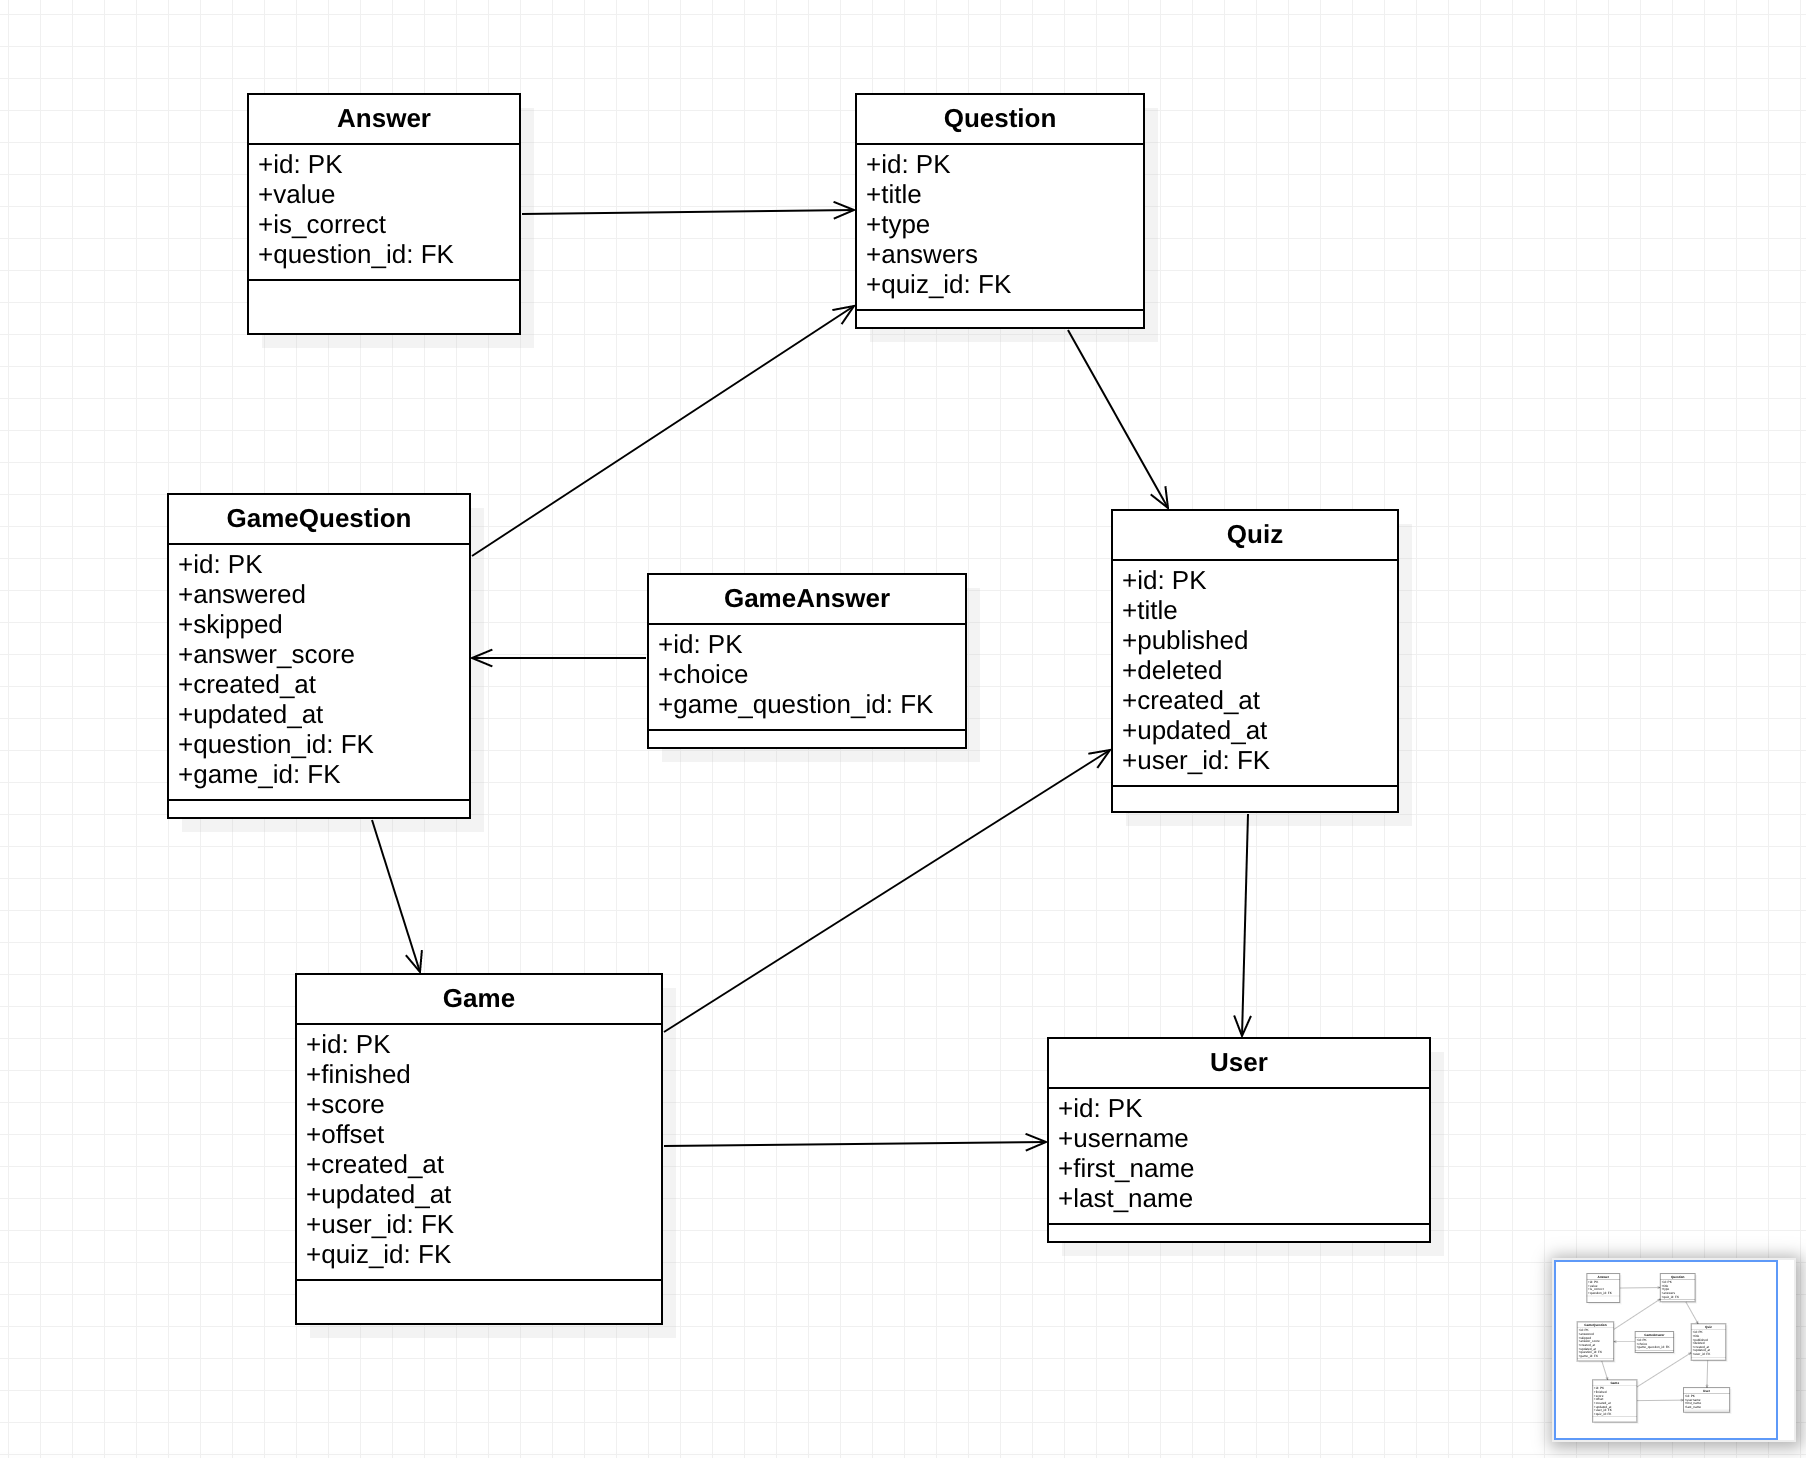 Answer
+id: PK
+value
+is_correct
+question_id: FK
Question
+id: PK
+title
+type
+answers
+quiz_id: FK
GameQuestion
+id: PK
+answered
+skipped
+answer_score
+created_at
+updated_at
+question_id: FK
+game_id: FK
GameAnswer
+id: PK
+choice
+game_question_id: FK
Quiz
+id: PK
+title
+published
+deleted
+created_at
+updated_at
+user_id: FK
Game
+id: PK
+finished
+score
+offset
+created_at
+updated_at
+user_id: FK
+quiz_id: FK
User
+id: PK
+username
+first_name
+last_name